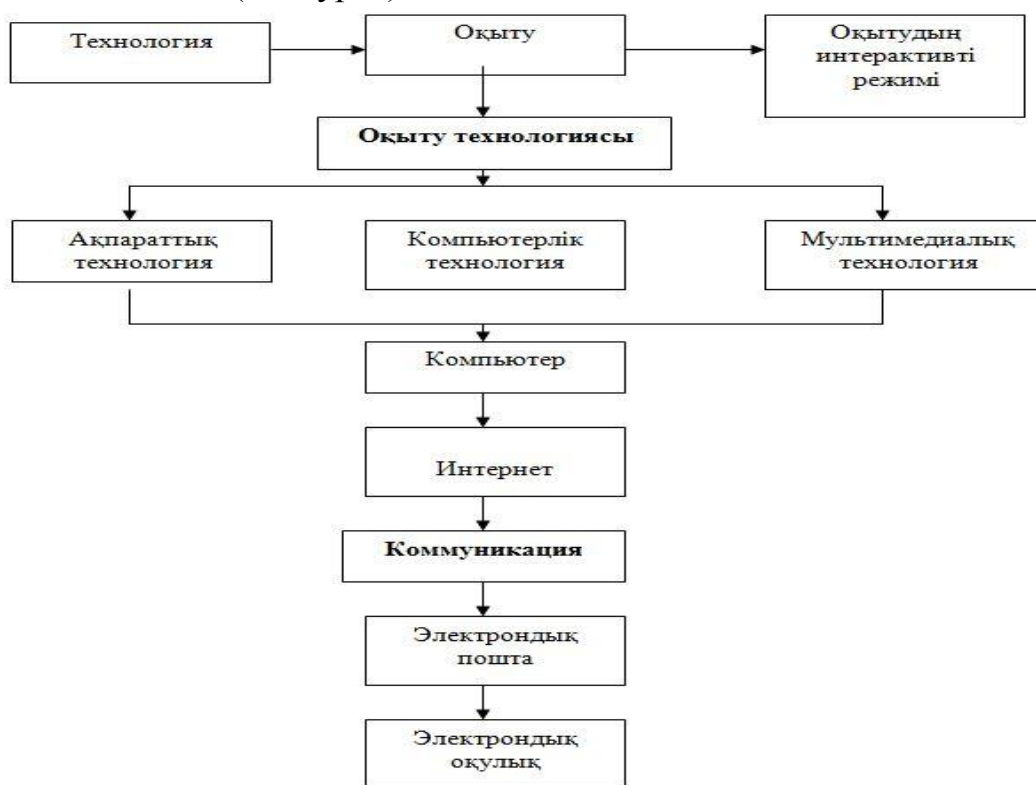 Технология
Оқыту
Оқытудың
интерактивті
режимі
Оқыту технологиясы
Ақпараттық
технология
Компьютерлік
технология
Мультимедиалық
технология
Компьютер
Интернет
Коммуникация
Электрондық
пошта
Электрондық
оқулық